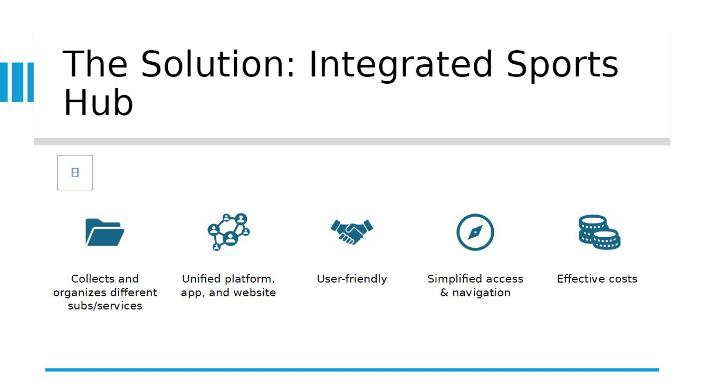 The Solution: Integrated Sports
Hub
Collects and
organizes different
subs/services
Unified platform,
app, and website
User-friendly
Simplified access
& navigation
Effective costs